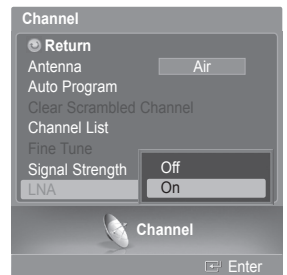 Channel
Return
Antenna Air
Auto Program
Clear Scrambled Channel
Channel List
Fine Tune
Signal Strength
Off
LNA On
Channel
Enter